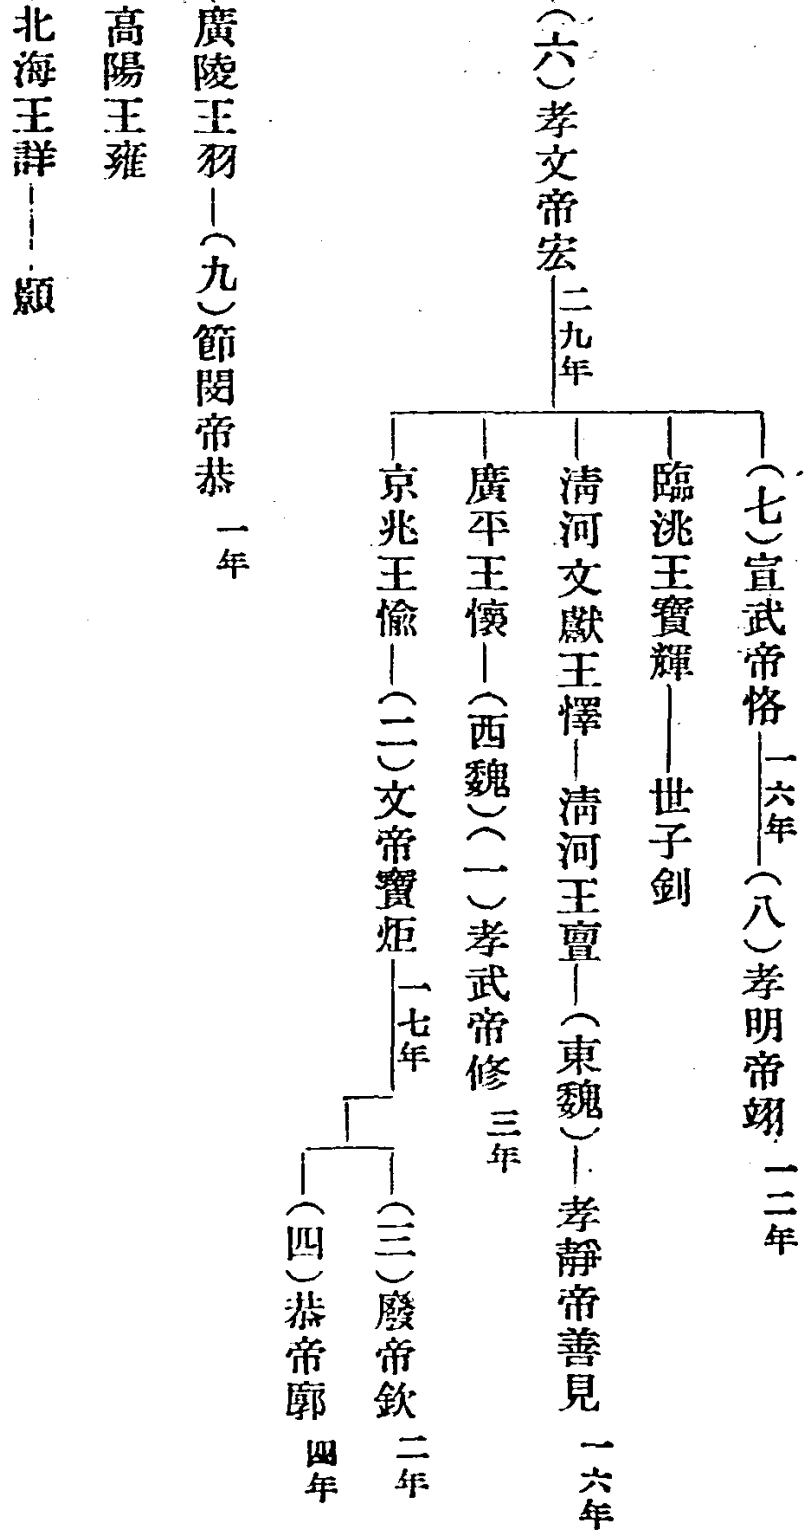 (六)孝文帝宏 二九年
(七)宣武帝恪 一六年 (八)孝明帝翊 一二年
臨洮王寶輝 世子釗
淸河文獻王懌 淸河王亶 (東魏) 孝靜帝善見 一六年
廣平王懷 (西魏)(一)孝武帝修 三年
京兆王愉 (二)文帝寶炬 一七年
(三)廢帝欽 二年
(四)恭帝廓 四年
廣陵王羽 (九)節閔帝恭 一年
高陽王雍
北海王詳 顥